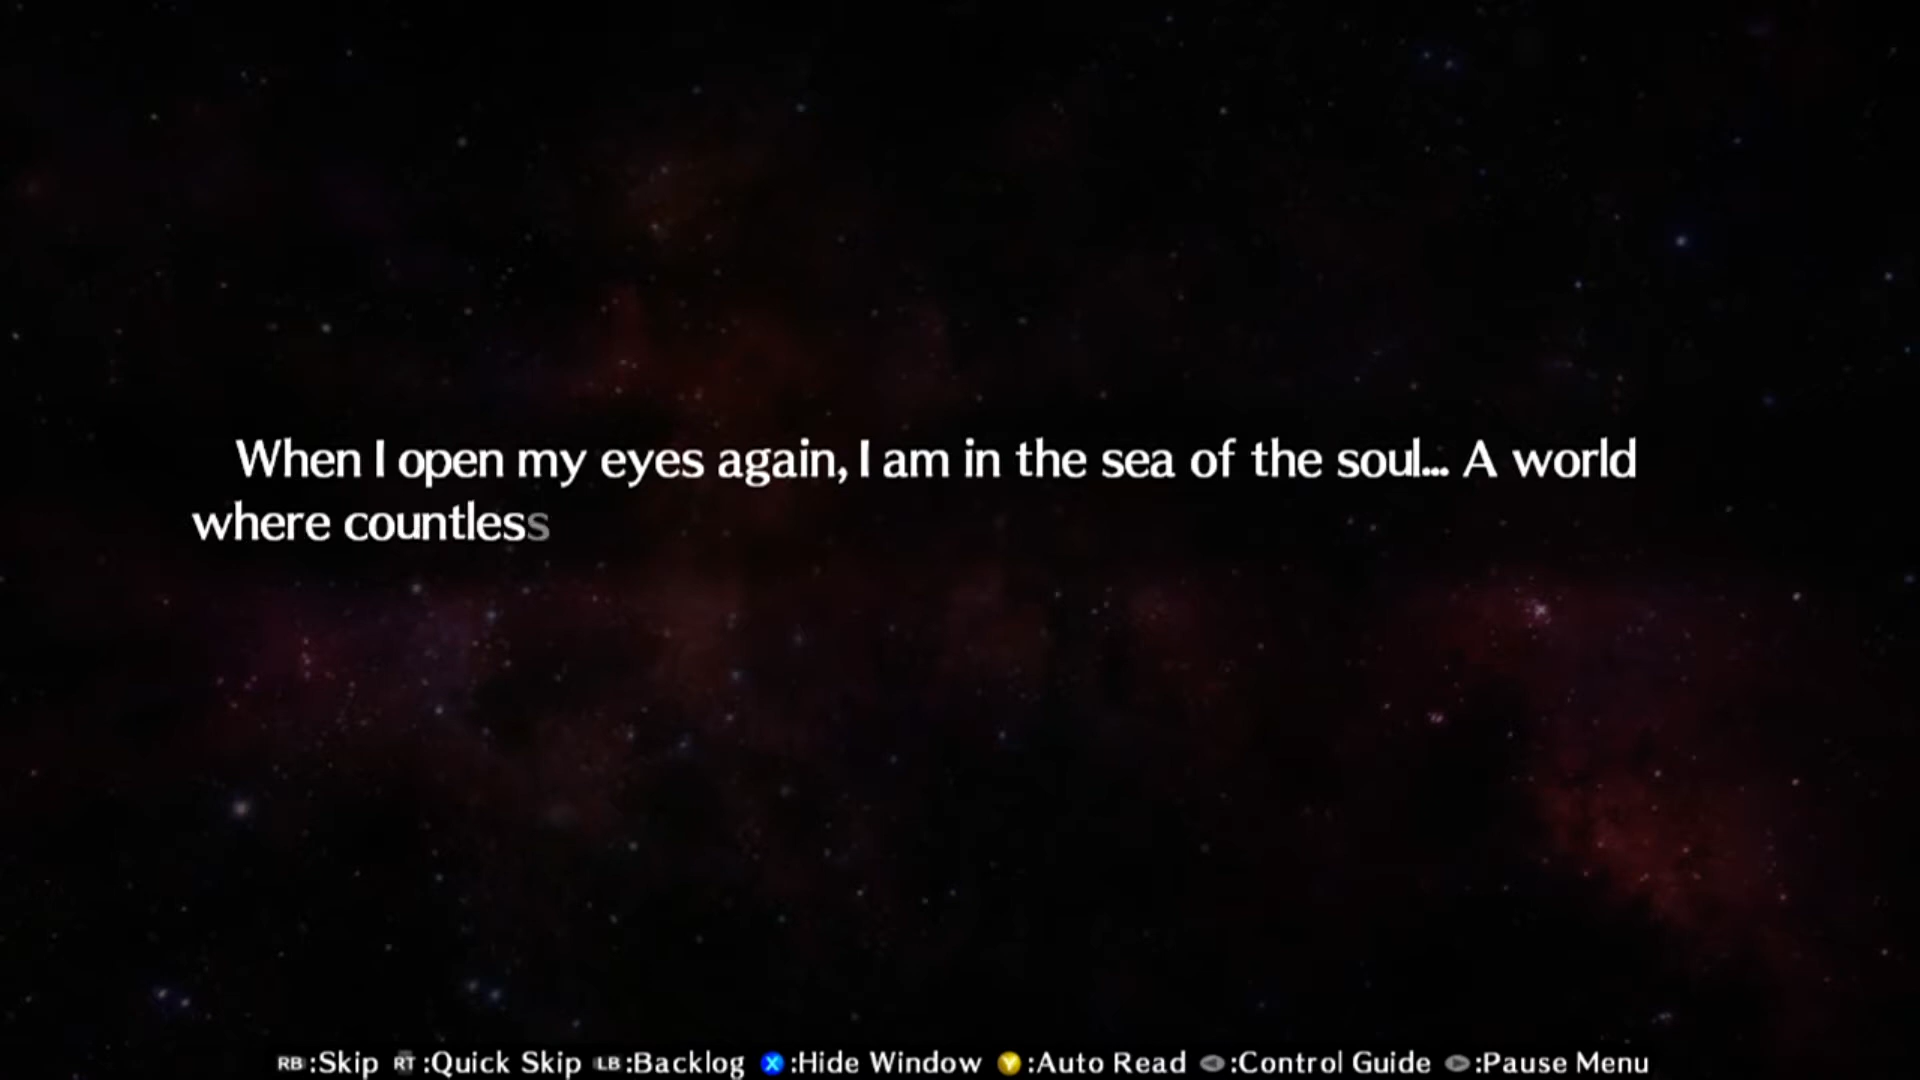 When I open my eyes again, I am in the sea of the soul... A world
where countless
RB :Skip RT :Quick Skip LB :Backlog X :Hide Window Y :Auto Read :Control Guide :Pause Menu